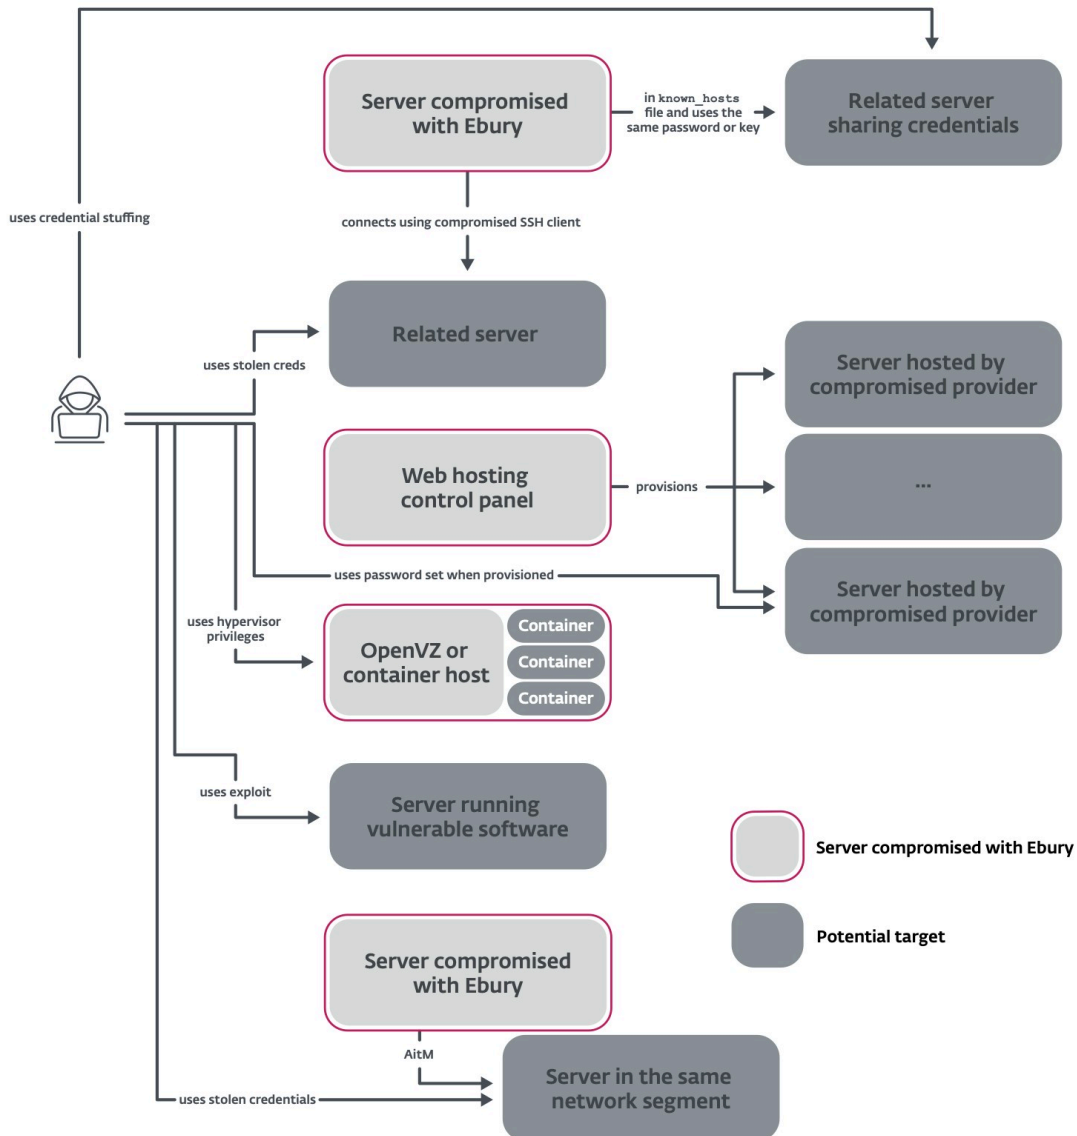 Server compromised
with Ebury
in known_hosts
file and uses the
same password or key
Related server
sharing credentials
uses credential stuffing
connects using compromised SSH client
Related server
uses stolen creds
Server hosted by
compromised provider
Web hosting
control panel
provisions
...
uses password set when provisioned
Server hosted by
compromised provider
uses hypervisor
privileges
OpenVZ or
container host
Container
Container
Container
uses exploit
Server running
vulnerable software
Server compromised with Ebury
Potential target
Server compromised
with Ebury
AitM
Server in the same
network segment
uses stolen credentials